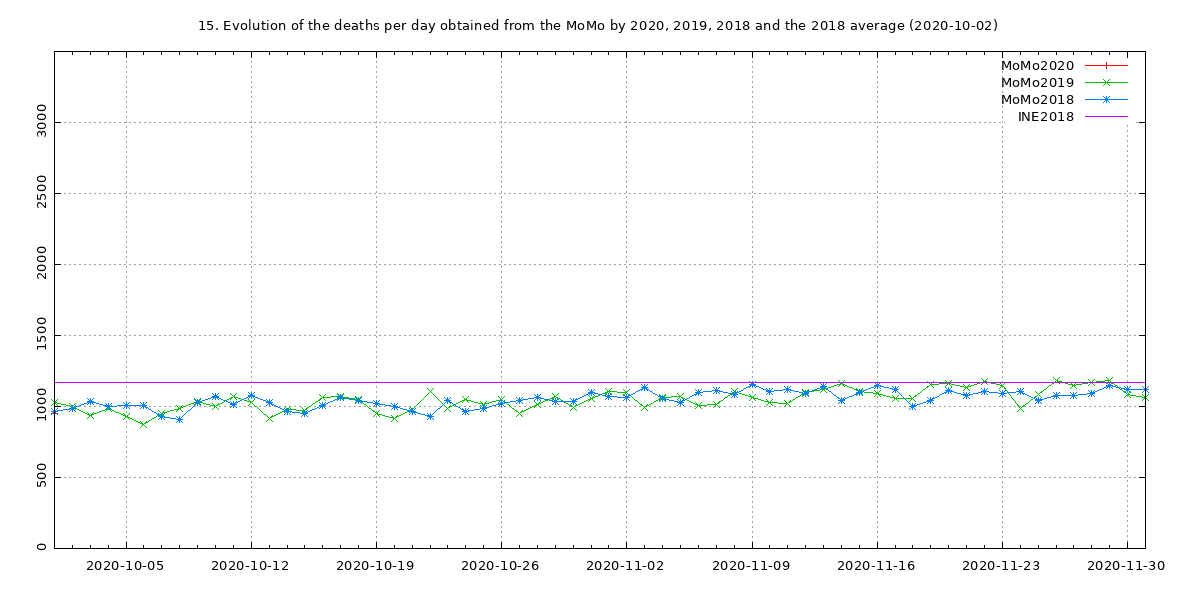 15. Evolution of the deaths per day obtained from the MoMo by 2020, 2019, 2018 and the 2018 average (2020-10-02)
MoMo2020
MoMo2019
MoMo2018
INE2018
3000
2500
2000
1500
1000
500
0
2020-10-05 2020-10-12 2020-10-19 2020-10-26 2020-11-02 2020-11-09 2020-11-16 2020-11-23 2020-11-30